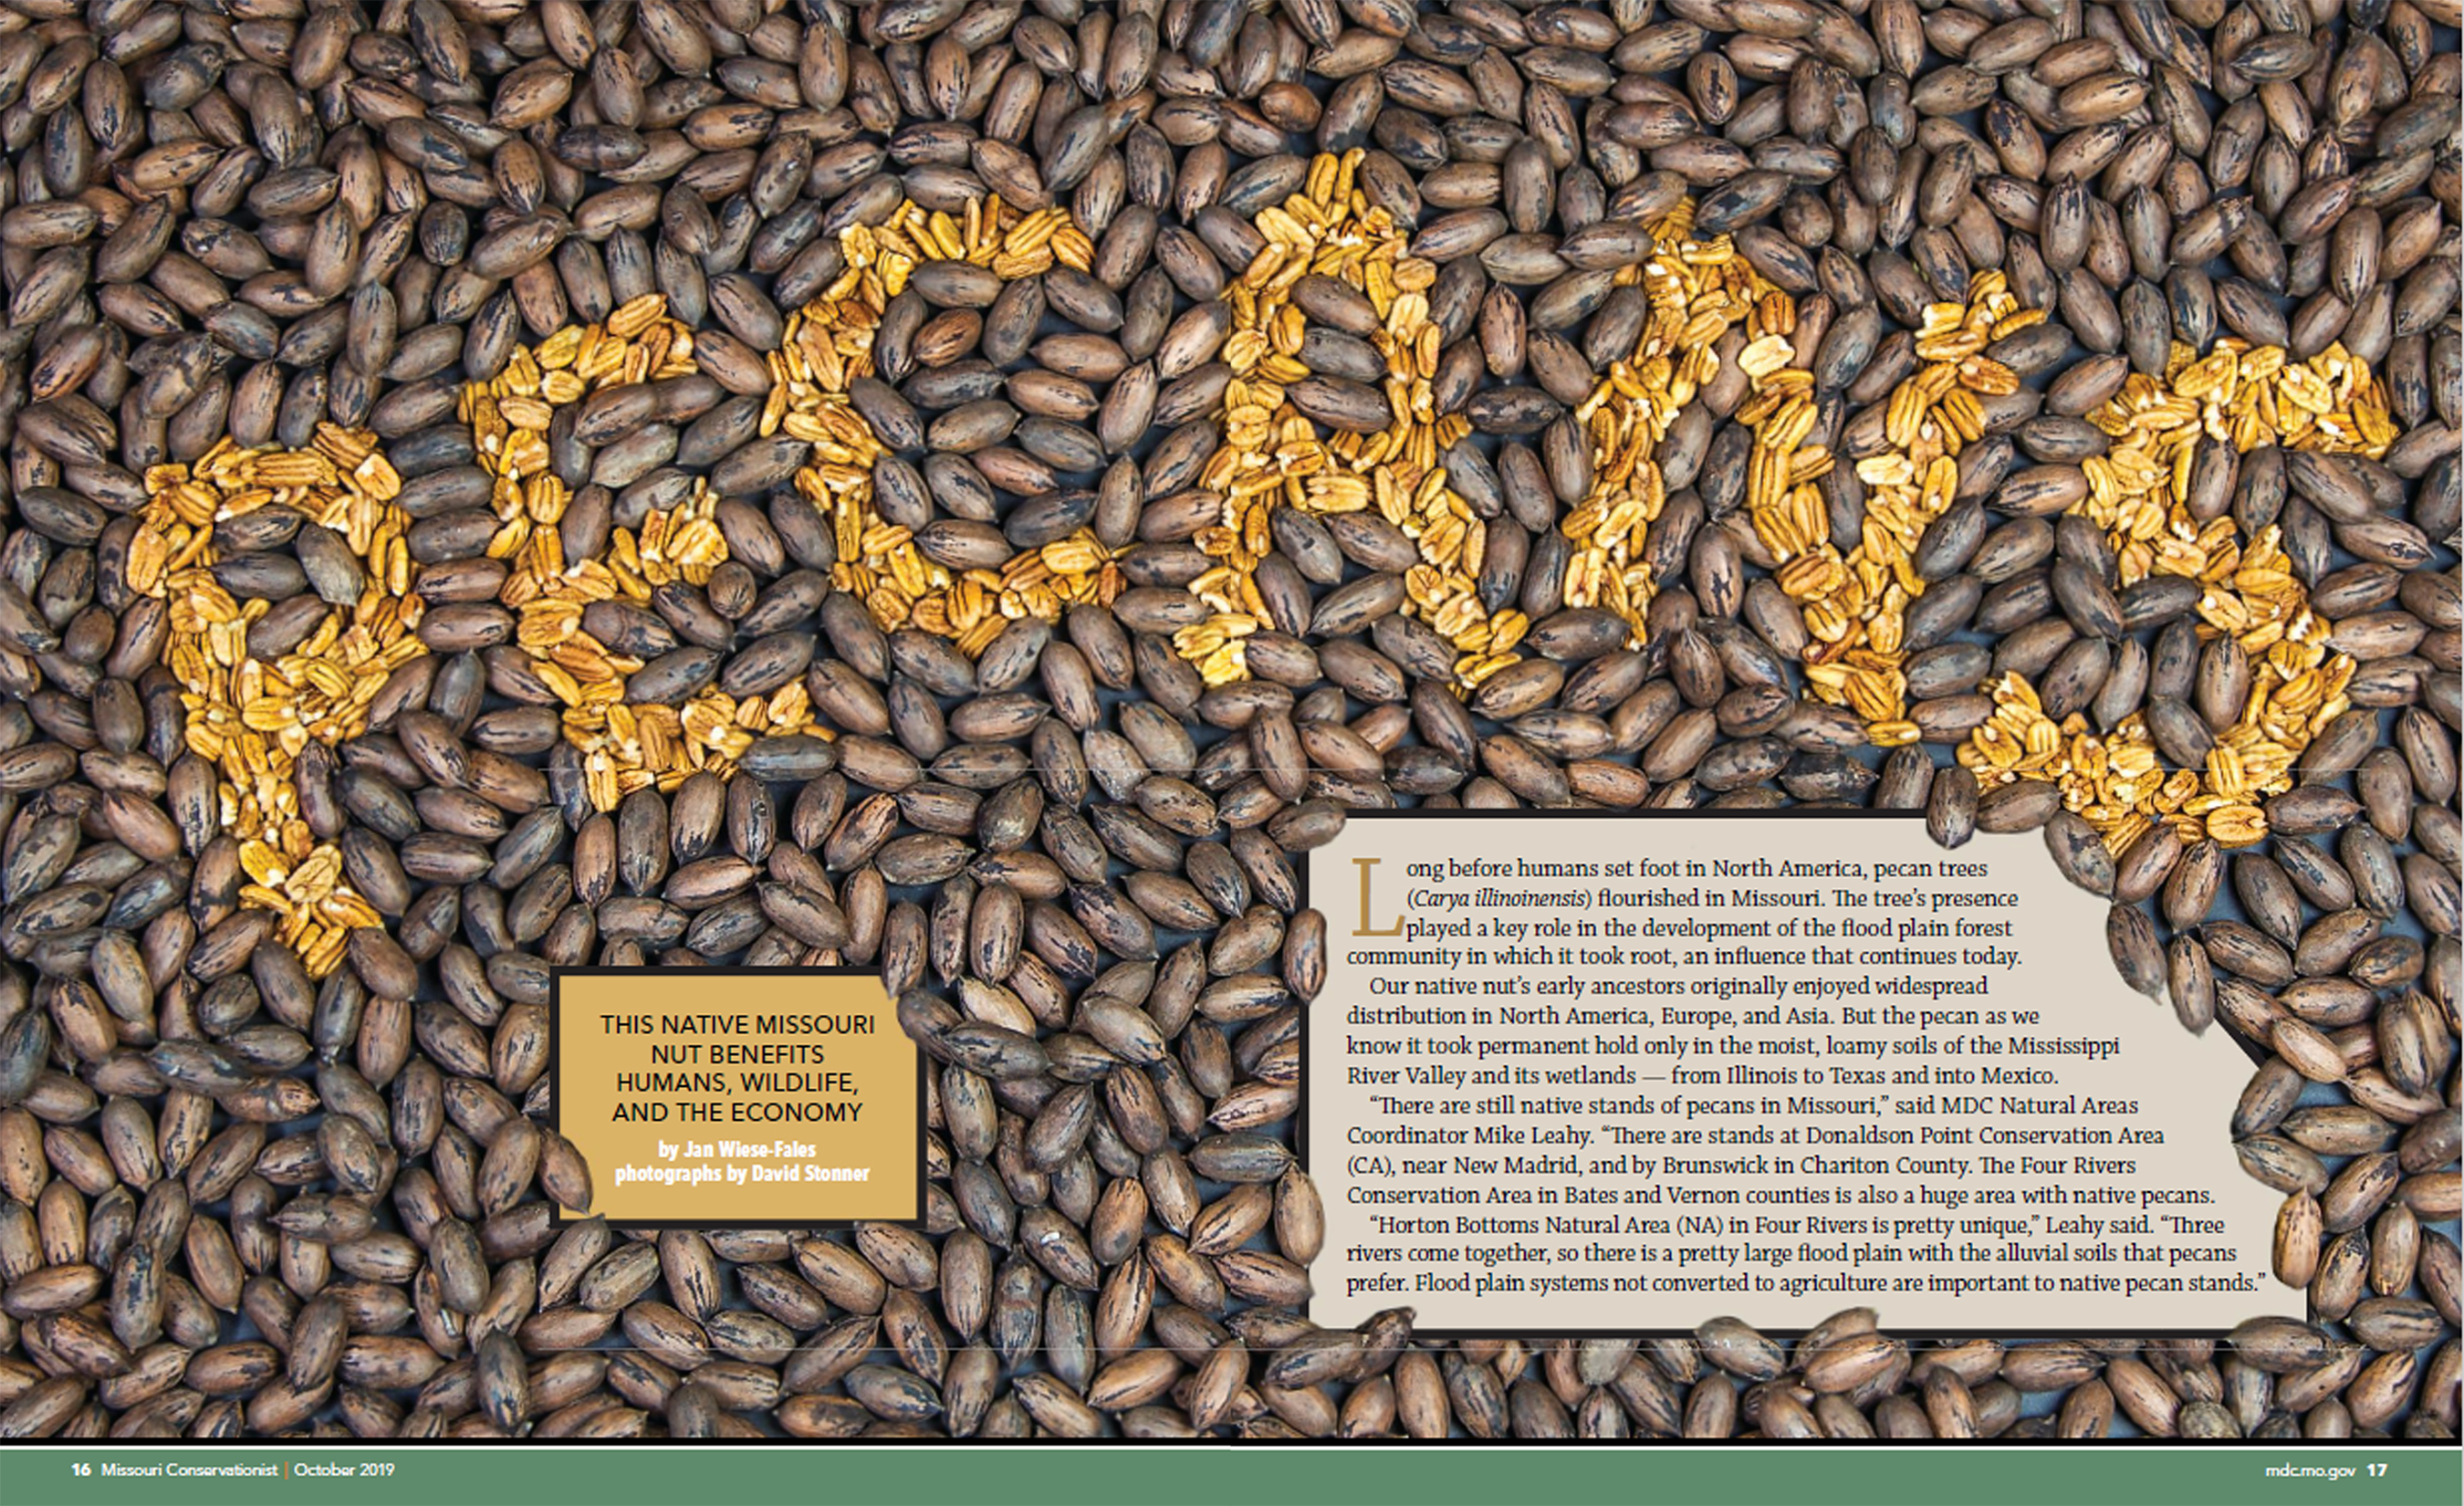 PECANS
THIS NATIVE MISSOURI
NUT BENEFITS
HUMANS, WILDLIFE,
AND THE ECONOMY
by Jan Wiese-Fales
photographs by David Stonner
Long before humans set foot in North America, pecan trees
(Carya illinoinensis) flourished in Missouri. The tree’s presence
played a key role in the development of the flood plain forest
community in which it took root, an influence that continues today.
Our native nut’s early ancestors originally enjoyed widespread
distribution in North America, Europe, and Asia. But the pecan as we
know it took permanent hold only in the moist, loamy soils of the Mississippi
River Valley and its wetlands — from Illinois to Texas and into Mexico.
“There are still native stands of pecans in Missouri,” said MDC Natural Areas
Coordinator Mike Leahy. “There are stands at Donaldson Point Conservation Area
(CA), near New Madrid, and by Brunswick in Chariton County. The Four Rivers
Conservation Area in Bates and Vernon counties is also a huge area with native pecans.
“Horton Bottoms Natural Area (NA) in Four Rivers is pretty unique,” Leahy said. “Three
rivers come together, so there is a pretty large flood plain with the alluvial soils that pecans
prefer. Flood plain systems not converted to agriculture are important to native pecan stands.”
16 Missouri Conservationist | October 2019
mdc.mo.gov 17